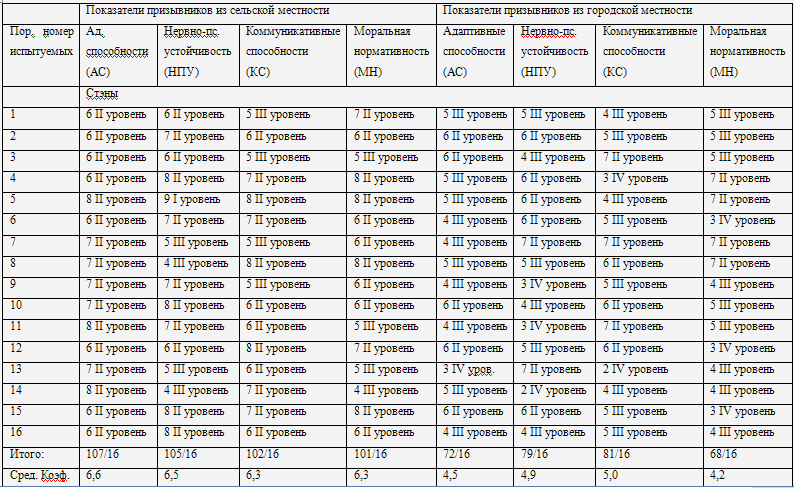 Показатели призывников из сельской местности Показатели призывников из городской местности
Пор, номер испытуемых Ад, способности (АС) Нервно-пс. устойчивость (НПУ) Коммуникативные способности (КС) Моральная нормативность (МН) Адаптивные способности (АС) Нервно-пс. устойчивость (НПУ) Коммуникативные способности (КС) Моральная нормативность (МН)
Стэны
1 6 II уровень 6 II уровень 5 III уровень 7 II уровень 5 III уровень 5 III уровень 4 III уровень 5 III уровень
2 6 II уровень 7 II уровень 6 II уровень 6 II уровень 6 II уровень 6 II уровень 5 III уровень 5 III уровень
3 6 II уровень 6 II уровень 5 III уровень 5 III уровень 6 II уровень 4 III уровень 7 II уровень 5 III уровень
4 6 II уровень 8 II уровень 7 II уровень 8 II уровень 5 III уровень 6 II уровень 3 IV уровень 7 II уровень
5 8 II уровень 9 I уровень 8 II уровень 8 II уровень 5 III уровень 6 II уровень 4 III уровень 7 II уровень
6 6 II уровень 7 II уровень 7 II уровень 6 II уровень 4 III уровень 6 II уровень 5 III уровень 3 IV уровень
7 7 II уровень 5 III уровень 5 III уровень 6 II уровень 4 III уровень 7 II уровень 7 II уровень 7 II уровень
8 7 II уровень 4 III уровень 8 II уровень 8 II уровень 5 III уровень 5 III уровень 6 II уровень 7 II уровень
9 7 II уровень 7 II уровень 5 III уровень 6 II уровень 4 III уровень 3 IV уровень 5 III уровень 4 III уровень
10 7 II уровень 8 II уровень 6 II уровень 6 II уровень 6 II уровень 4 III уровень 6 II уровень 5 III уровень
11 8 II уровень 7 II уровень 6 II уровень 5 III уровень 4 III уровень 3 IV уровень 7 II уровень 5 III уровень
12 6 II уровень 6 II уровень 8 II уровень 7 II уровень 6 II уровень 5 III уровень 6 II уровень 3 IV уровень
13 7 II уровень 5 III уровень 6 II уровень 5 III уровень 3 IV уров. 7 II уровень 2 IV уровень 4 III уровень
14 8 II уровень 4 III уровень 7 II уровень 4 III уровень 5 III уровень 2 IV уровень 4 III уровень 4 III уровень
15 6 II уровень 8 II уровень 7 II уровень 8 II уровень 6 II уровень 6 II уровень 5 III уровень 3 IV уровень
16 6 II уровень 8 II уровень 6 II уровень 6 II уровень 4 III уровень 4 III уровень 5 III уровень 4 III уровень
Итого: 107/16 105/16 102/16 101/16 72/16 79/16 81/16 68/16
Сред. Коэф. 6,6 6,5 6,3 6,3 4,5 4,9 5,0 4,2